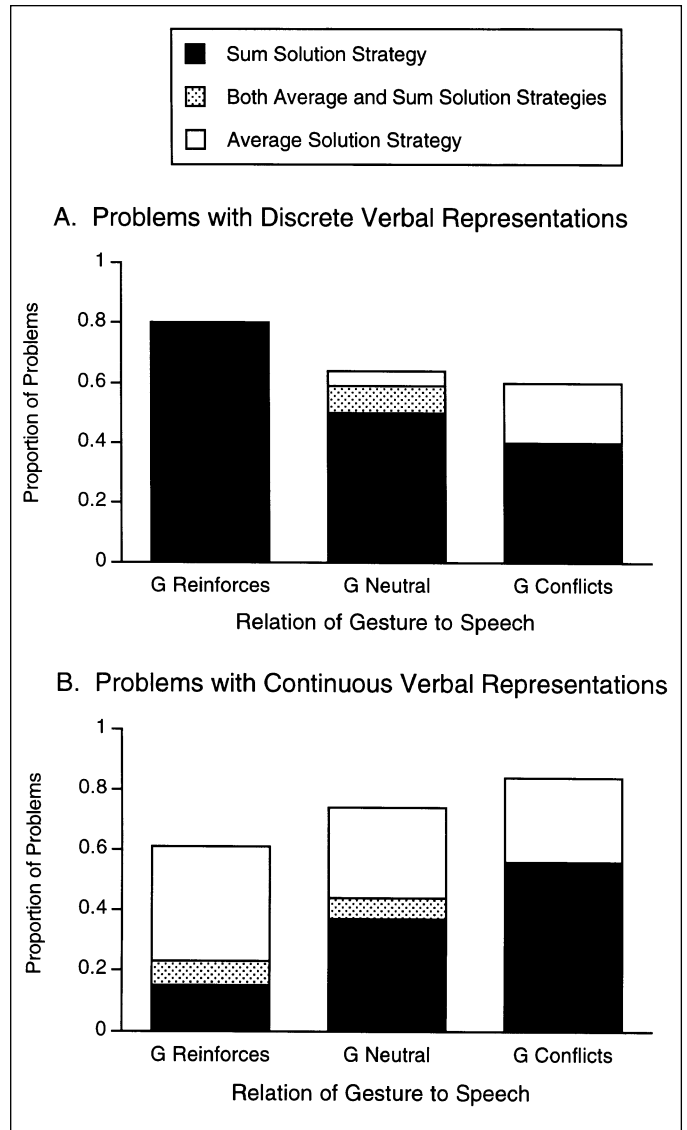 Sum Solution Strategy
Both Average and Sum Solution Strategies
Average Solution Strategy
A. Problems with Discrete Verbal Representations
Proportion of Problems
1
0.8
0.6
0.4
0.2
0
G Reinforces G Neutral G Conflicts
Relation of Gesture to Speech
B. Problems with Continuous Verbal Representations
Proportion of Problems
1
0.8
0.6
0.4
0.2
0
G Reinforces G Neutral G Conflicts
Relation of Gesture to Speech